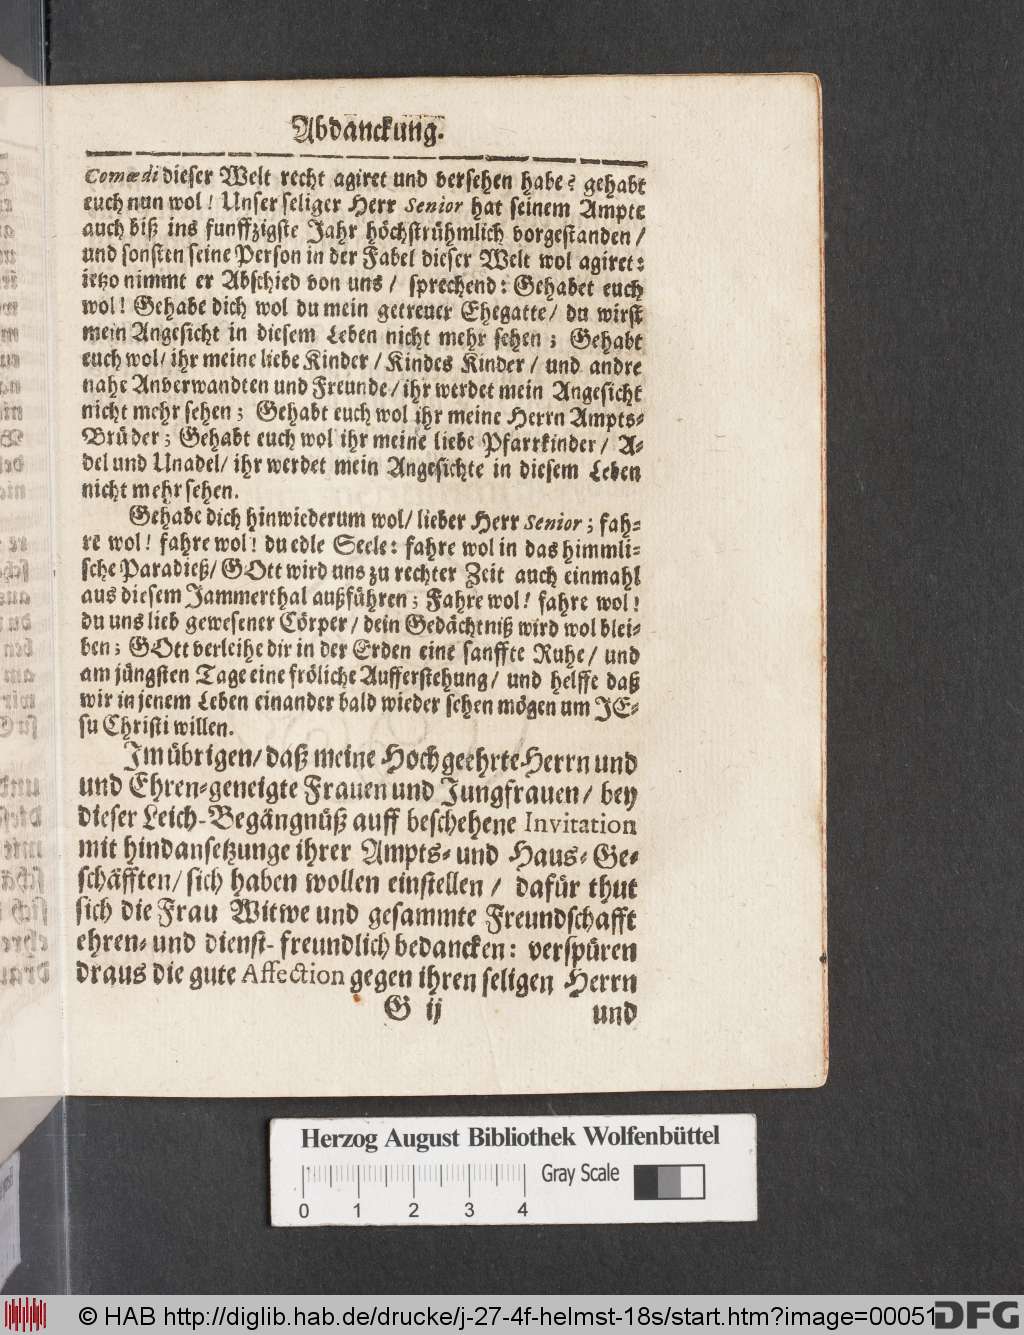 Abdanckung.
Comœdi dieser Welt recht agiret und versehen habe? gehabt
euch nun wol! Unser seliger Herr Senior hat seinem Ampte
auch biß ins funffzigste Jahr höchstrühmlich vorgestanden /
und sonsten seine Person in der Fabel dieser Welt wol agiret:
ietzo nimmt er Abschied von uns / sprechend: Gehabet euch
wol! Gehabe dich wol du mein getreuer Ehegatte / du wirst
mein Angesicht in diesem Leben nicht mehr sehen; Gehabt
euch wol / ihr meine liebe Kinder / Kindes Kinder / und andre
nahe Anverwandten und Freunde / ihr werdet mein Angesicht
nicht mehr sehen; Gehabt euch wol ihr meine Herrn Ampts-
Brüder; Gehabt euch wol ihr meine liebe Pfarrkinder / A-
del und Unadel / ihr werdet mein Angesichte in diesem Leben
nicht mehr sehen.
Gehabe dich hinwiederum wol / lieber Herr Senior; fah-
re wol! fahre wol! du edle Seele: fahre wol in das himmli-
sche Paradieß / GOtt wird uns zu rechter Zeit auch einmahl
aus diesem Jammerthal außführen; Fahre wol! fahre wol!
du uns lieb gewesener Cörper / dein Gedächtniß wird wol blei-
ben; GOtt verleihe dir in der Erden eine sanffte Ruhe / und
am jüngsten Tage eine fröliche Aufferstehung / und helffe daß
wir in jenem Leben einander bald wieder sehen mögen um JE-
su Christi willen.
Im übrigen / daß meine Hochgeehrte Herrn und
und Ehren-geneigte Frauen und Jungfrauen / bey
dieser Leich-Begängnüß auff beschehene Invitation
mit hindansetzunge ihrer Ampts- und Haus-Ge-
schäfften / sich haben wollen einstellen / dafür thut
sich die Frau Witwe und gesammte Freundschafft
ehren- und dienst-freundlich bedancken: verspüren
draus die gute Affection gegen ihren seligen Herrn
G ij
und
Herzog August Bibliothek Wolfenbüttel
Gray Scale
0 1 2 3 4
© HAB http://diglib.hab.de/drucke/j-27-4f-helmst-18s/start.htm?image=00051
DFG